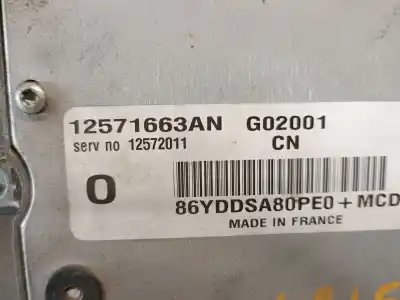 12571663AN G02001
serv no 12572011 CN
0
86YDDSA80PE0+MCD
MADE IN FRANCE